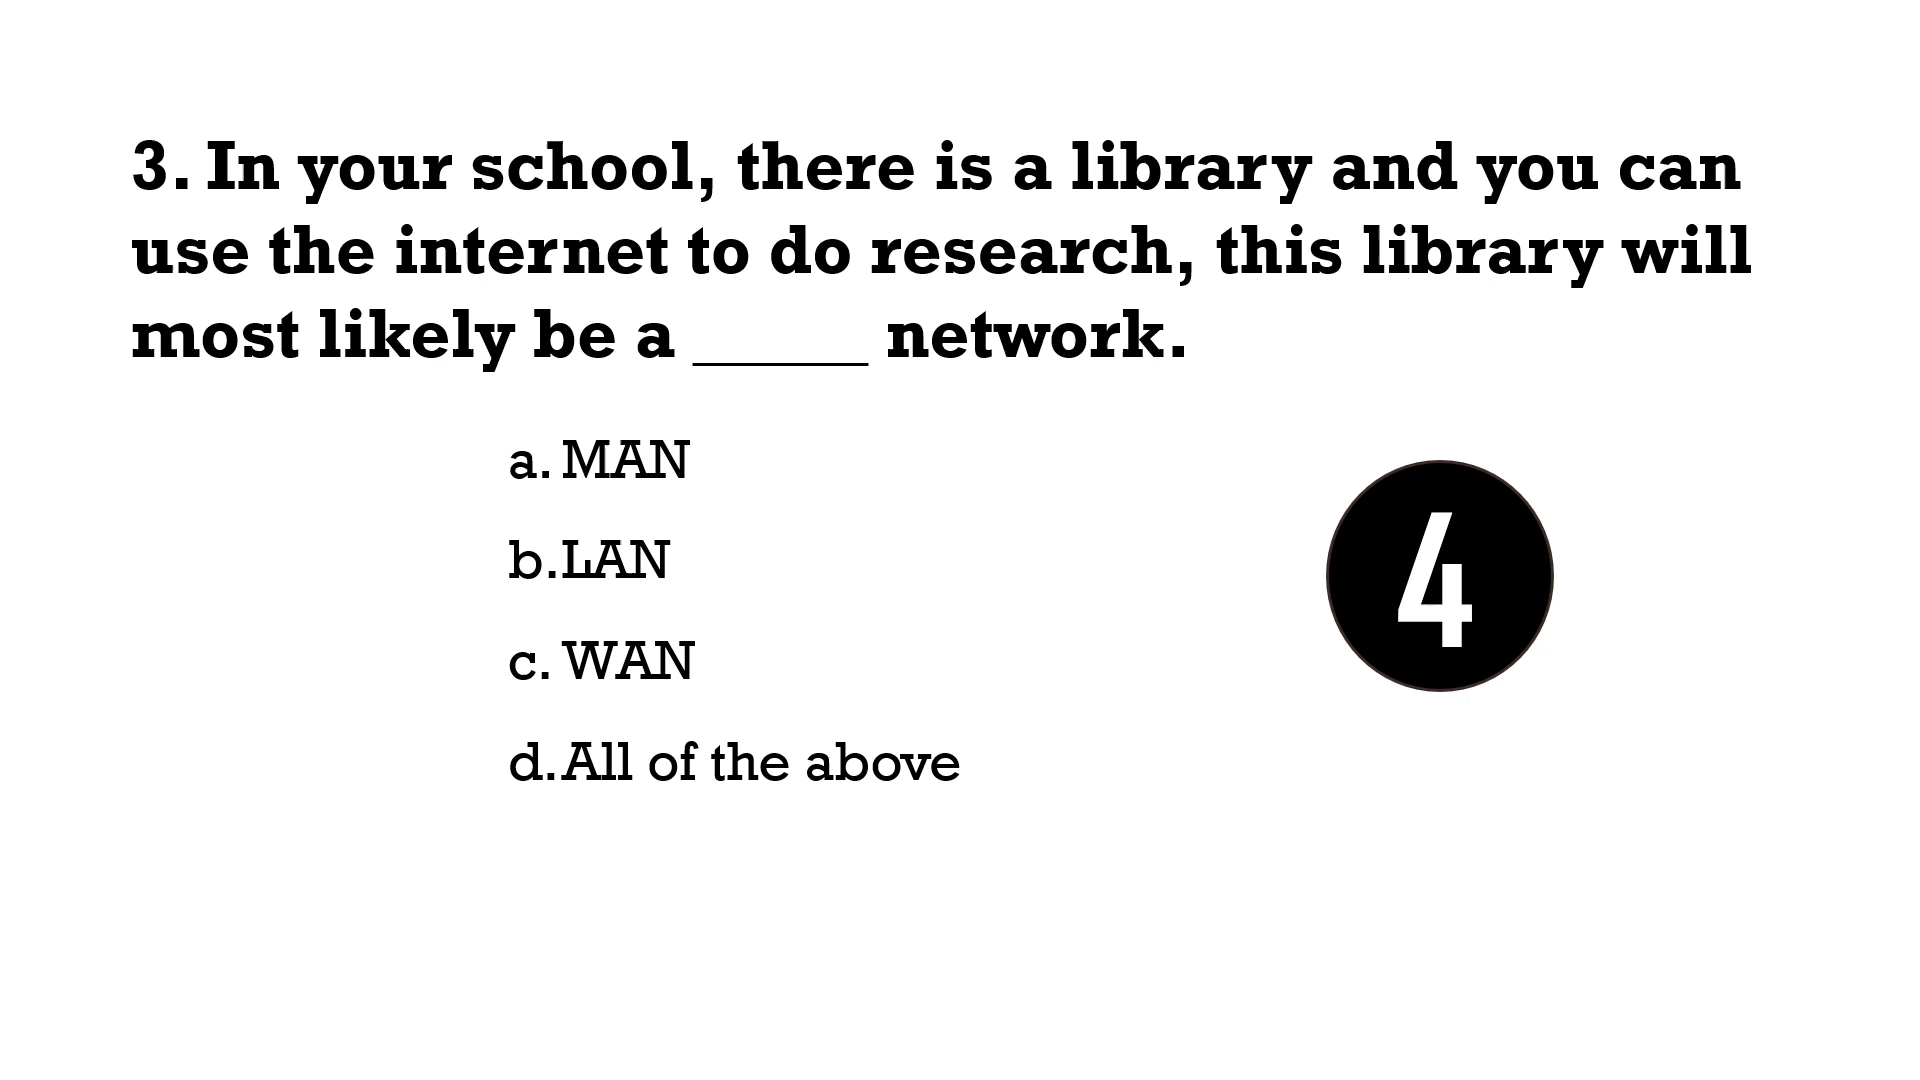 3. In your school, there is a library and you can
use the internet to do research, this library will
most likely be a _____ network.
a. MAN
b. LAN
c. WAN
d. All of the above
4